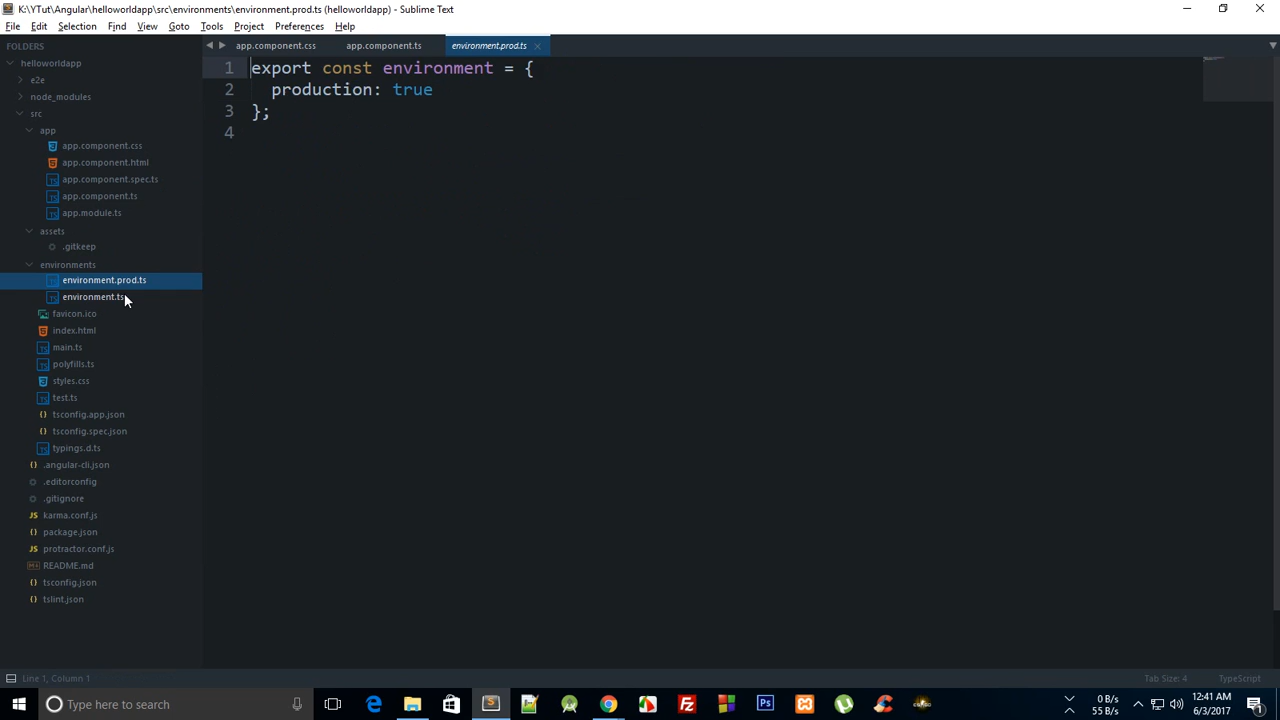 K:\YTut\Angular\helloworldapp\src\environments\environment.prod.ts (helloworldapp) - Sublime Text
File Edit Selection Find View Goto Tools Project Preferences Help
FOLDERS
helloworldapp
e2e
node_modules
src
app
app.component.css
app.component.html
app.component.spec.ts
app.component.ts
app.module.ts
assets
.gitkeep
environments
environment.prod.ts
environment.ts
favicon.ico
index.html
main.ts
polyfills.ts
styles.css
test.ts
tsconfig.app.json
tsconfig.spec.json
typings.d.ts
.angular-cli.json
.editorconfig
.gitignore
karma.conf.js
package.json
protractor.conf.js
README.md
tsconfig.json
tslint.json
app.component.css app.component.ts environment.prod.ts
1 export const environment = {
2 production: true
3 };
4
Line 1, Column 1 Tab Size: 4 TypeScript
Type here to search
0 B/s
55 B/s
12:41 AM
6/3/2017